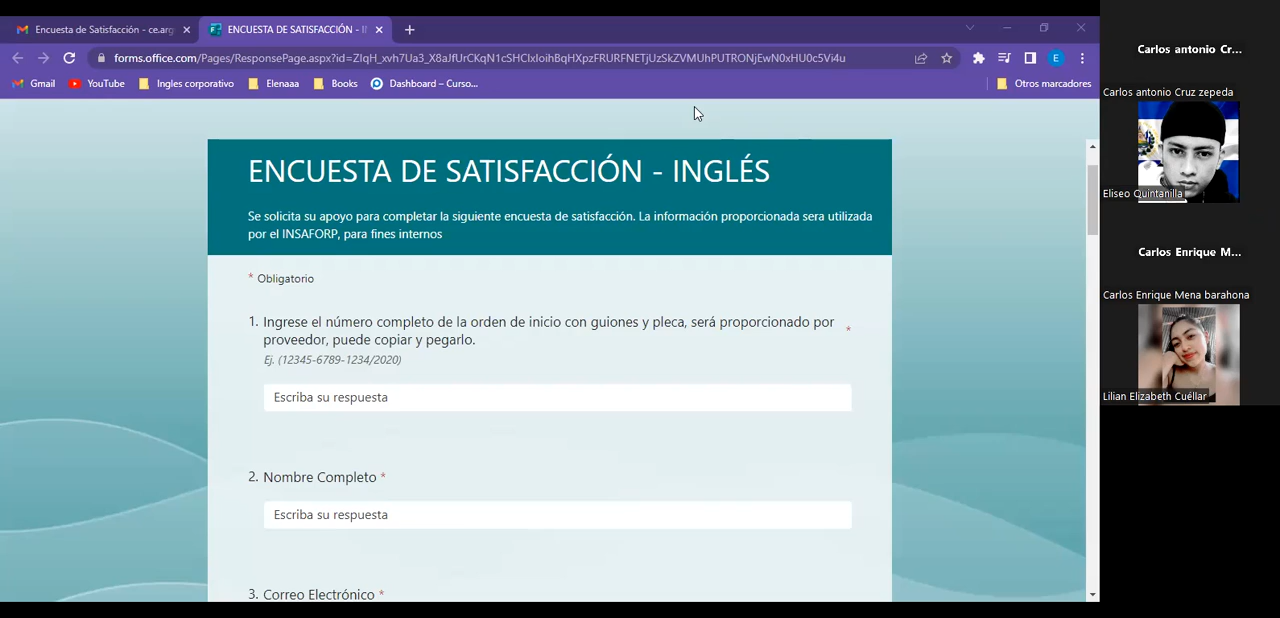 Encuesta de Satisfacción - ce.arg
ENCUESTA DE SATISFACCIÓN - I
forms.office.com/Pages/ResponsePage.aspx?id=ZIqH_xvh7Ua3_X8aJfUrCKqN1cSHCIxIoihBqHXpzFRURFNETjUzSkZVMUhPUTRONjEwN0xHU0c5Vi4u
E
Gmail
YouTube
Ingles corporativo
Elenaaa
Books
Dashboard – Curso...
Otros marcadores
ENCUESTA DE SATISFACCIÓN - INGLÉS
Se solicita su apoyo para completar la siguiente encuesta de satisfacción. La información proporcionada sera utilizada
por el INSAFORP, para fines internos
* Obligatorio
1. Ingrese el número completo de la orden de inicio con guiones y pleca, será proporcionado por *
proveedor, puede copiar y pegarlo.
Ej. (12345-6789-1234/2020)
Escriba su respuesta
2. Nombre Completo *
Escriba su respuesta
3. Correo Electrónico *
Carlos antonio Cr...
Carlos antonio Cruz zepeda
Eliseo Quintanilla
Carlos Enrique M...
Carlos Enrique Mena barahona
Lilian Elizabeth Cuéllar